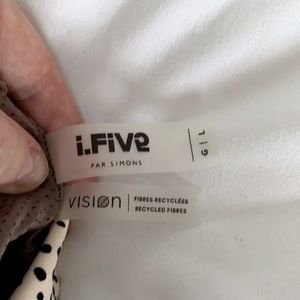 i.FiVe
PAR SIMONS
G | L
VISIØN
FIBRES RECYCLÉES
RECYCLED FIBRES